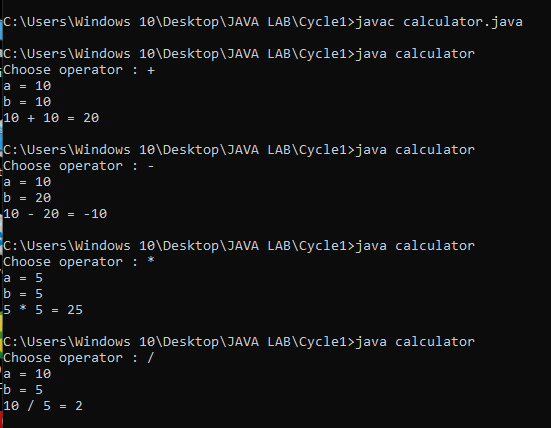 C:\Users\Windows 10\Desktop\JAVA LAB\Cycle1>javac calculator.java
C:\Users\Windows 10\Desktop\JAVA LAB\Cycle1>java calculator
Choose operator : +
a = 10
b = 10
10 + 10 = 20
C:\Users\Windows 10\Desktop\JAVA LAB\Cycle1>java calculator
Choose operator : -
a = 10
b = 20
10 - 20 = -10
C:\Users\Windows 10\Desktop\JAVA LAB\Cycle1>java calculator
Choose operator : *
a = 5
b = 5
5 * 5 = 25
C:\Users\Windows 10\Desktop\JAVA LAB\Cycle1>java calculator
Choose operator : /
a = 10
b = 5
10 / 5 = 2